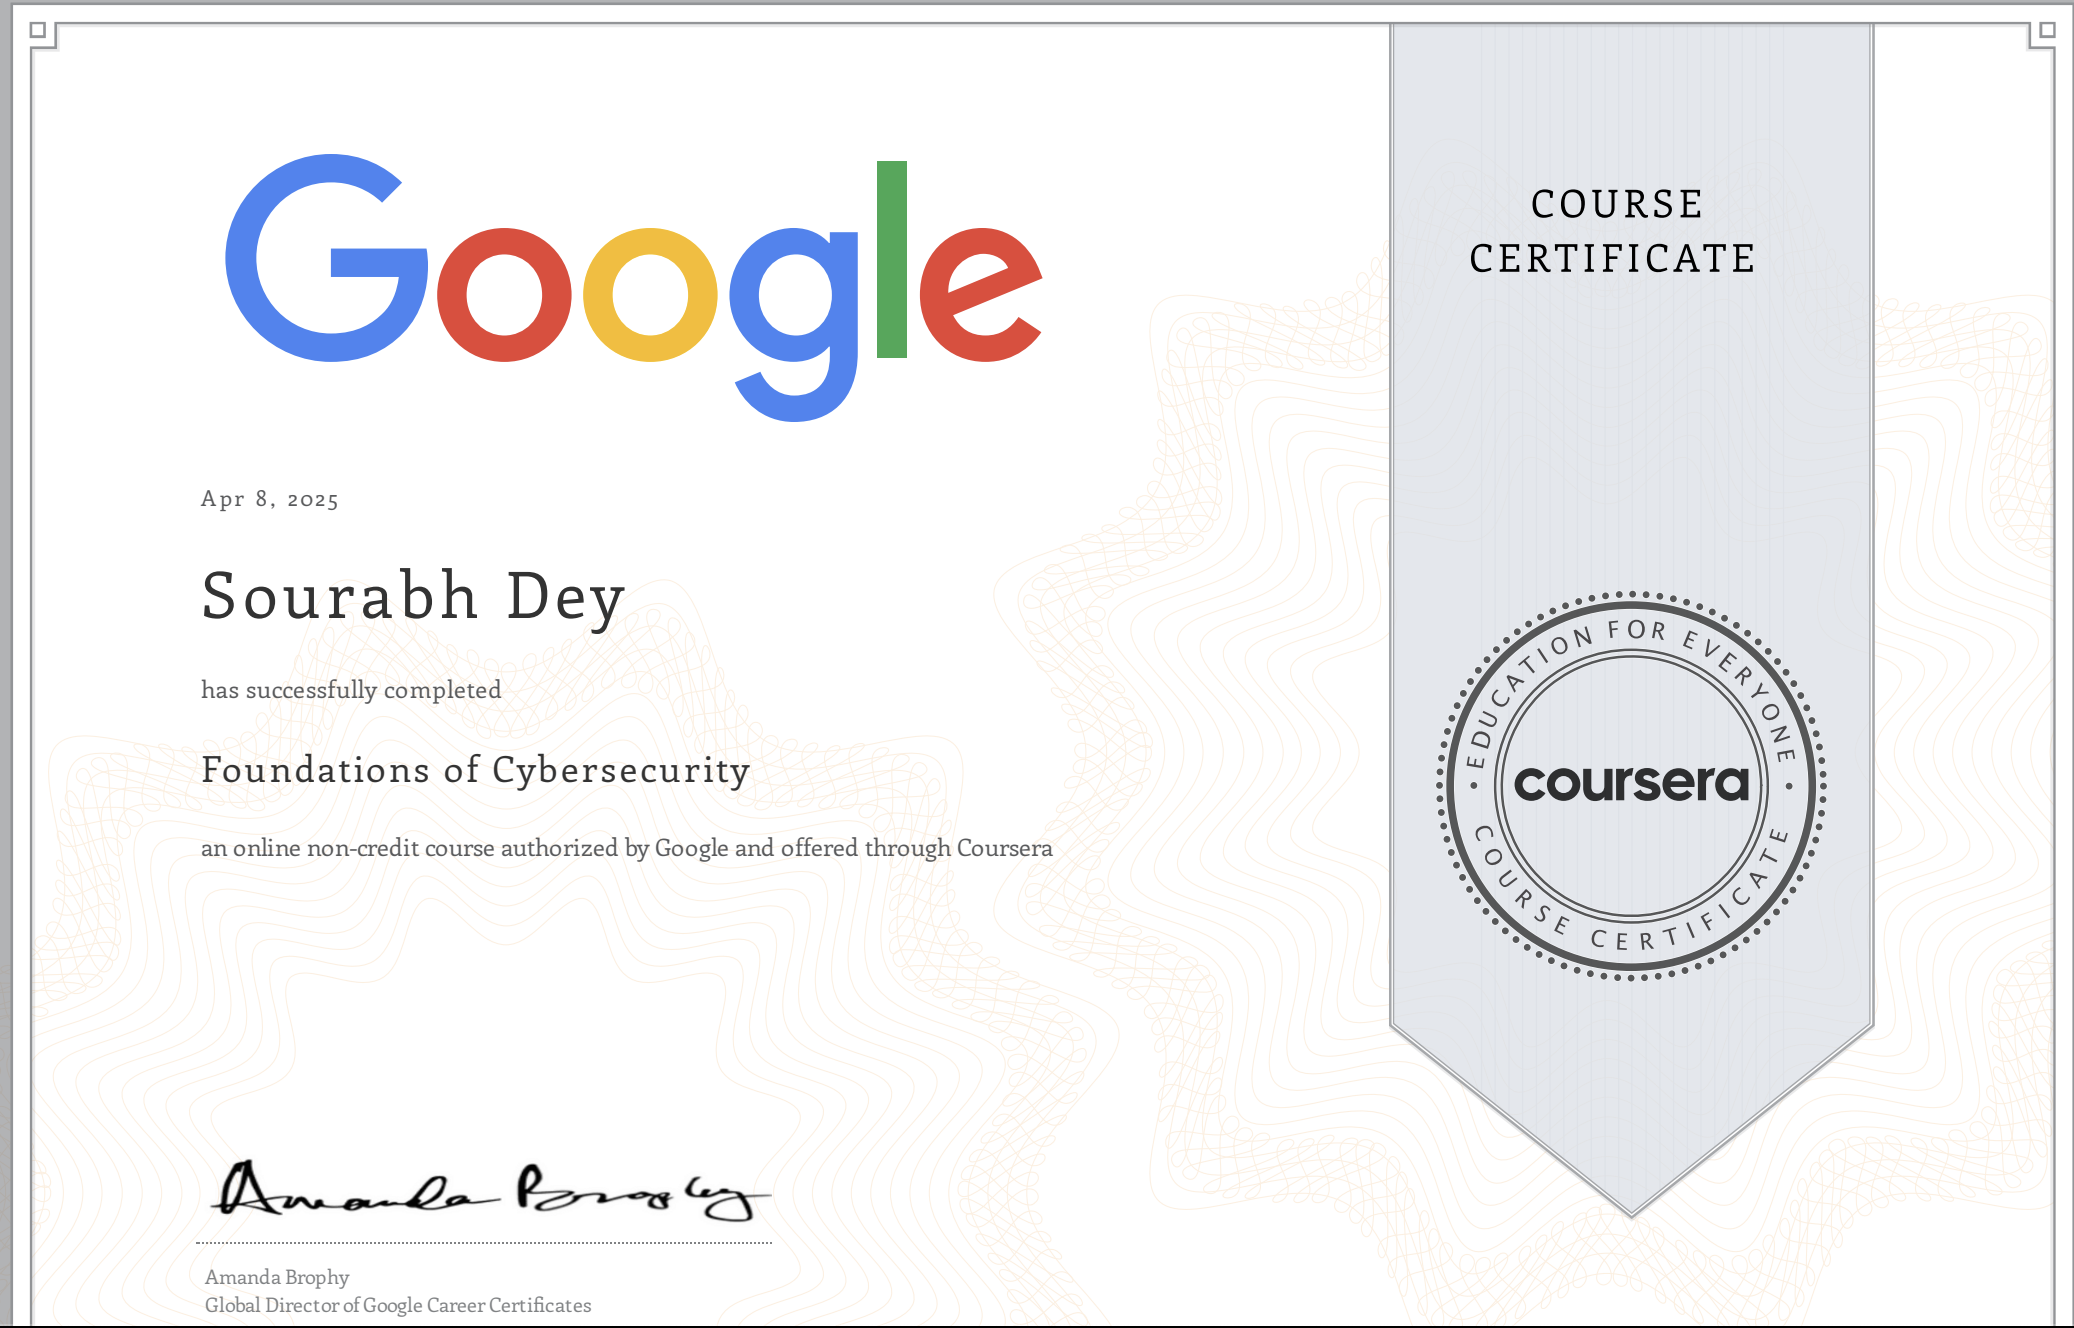 Google
COURSE
CERTIFICATE
Apr 8, 2025
Sourabh Dey
has successfully completed
Foundations of Cybersecurity
an online non-credit course authorized by Google and offered through Coursera
EDUCATION FOR EVERYONE
coursera
COURSE CERTIFICATE
Amanda Brophy
Amanda Brophy
Global Director of Google Career Certificates